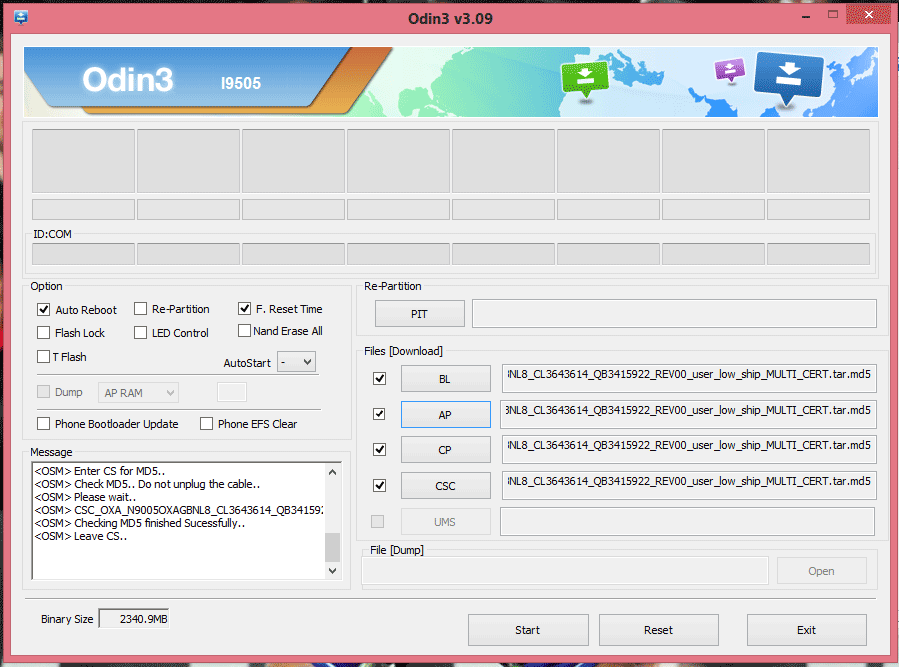 Odin3 v3.09
Odin3 I9505
ID:COM
Option
Auto Reboot Re-Partition F. Reset Time
Flash Lock LED Control Nand Erase All
T Flash AutoStart -
Dump AP RAM
Phone Bootloader Update Phone EFS Clear
Message
<OSM> Enter CS for MD5..
<OSM> Check MD5.. Do not unplug the cable..
<OSM> Please wait..
<OSM> CSC_OXA_N9005OXAGBNL8_CL3643614_QB341592
<OSM> Checking MD5 finished Sucessfully..
<OSM> Leave CS..
Re-Partition
PIT
Files [Download]
BL NL8_CL3643614_QB3415922_REV00_user_low_ship_MULTI_CERT.tar.md5
AP NL8_CL3643614_QB3415922_REV00_user_low_ship_MULTI_CERT.tar.md5
CP NL8_CL3643614_QB3415922_REV00_user_low_ship_MULTI_CERT.tar.md5
CSC NL8_CL3643614_QB3415922_REV00_user_low_ship_MULTI_CERT.tar.md5
UMS
File [Dump]
Open
Binary Size 2340.9MB
Start Reset Exit